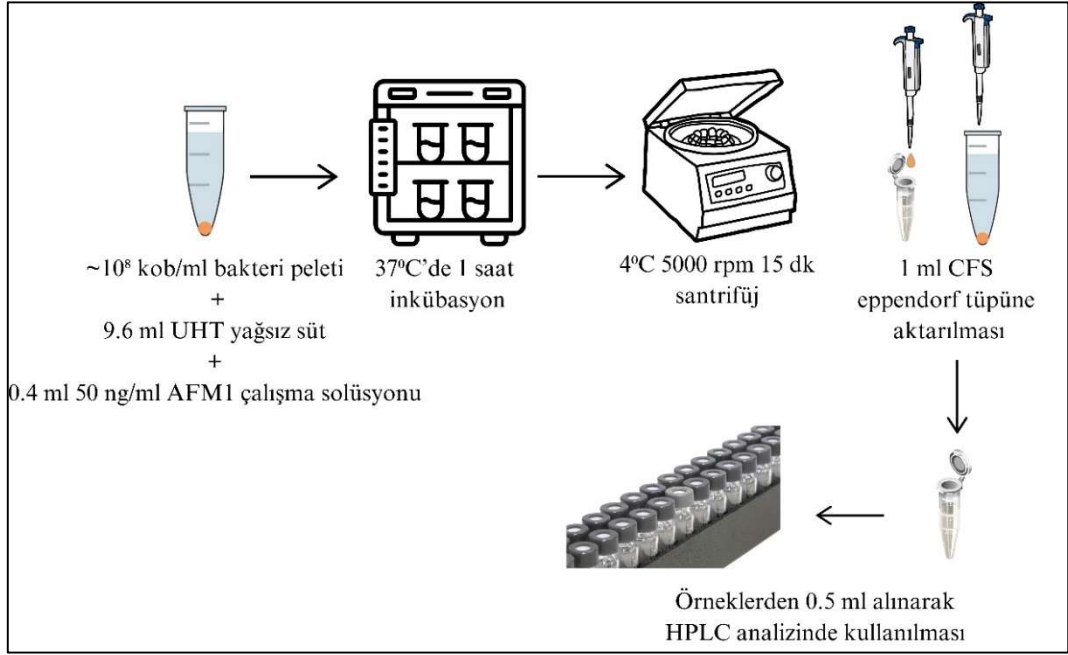 ~10⁸ kob/ml bakteri peleti
+
9.6 ml UHT yağsız süt
+
0.4 ml 50 ng/ml AFM1 çalışma solüsyonu
37⁰C’de 1 saat
inkübasyon
4⁰C 5000 rpm 15 dk
santrifüj
1 ml CFS
eppendorf tüpüne
aktarılması
Örneklerden 0.5 ml alınarak
HPLC analizinde kullanılması